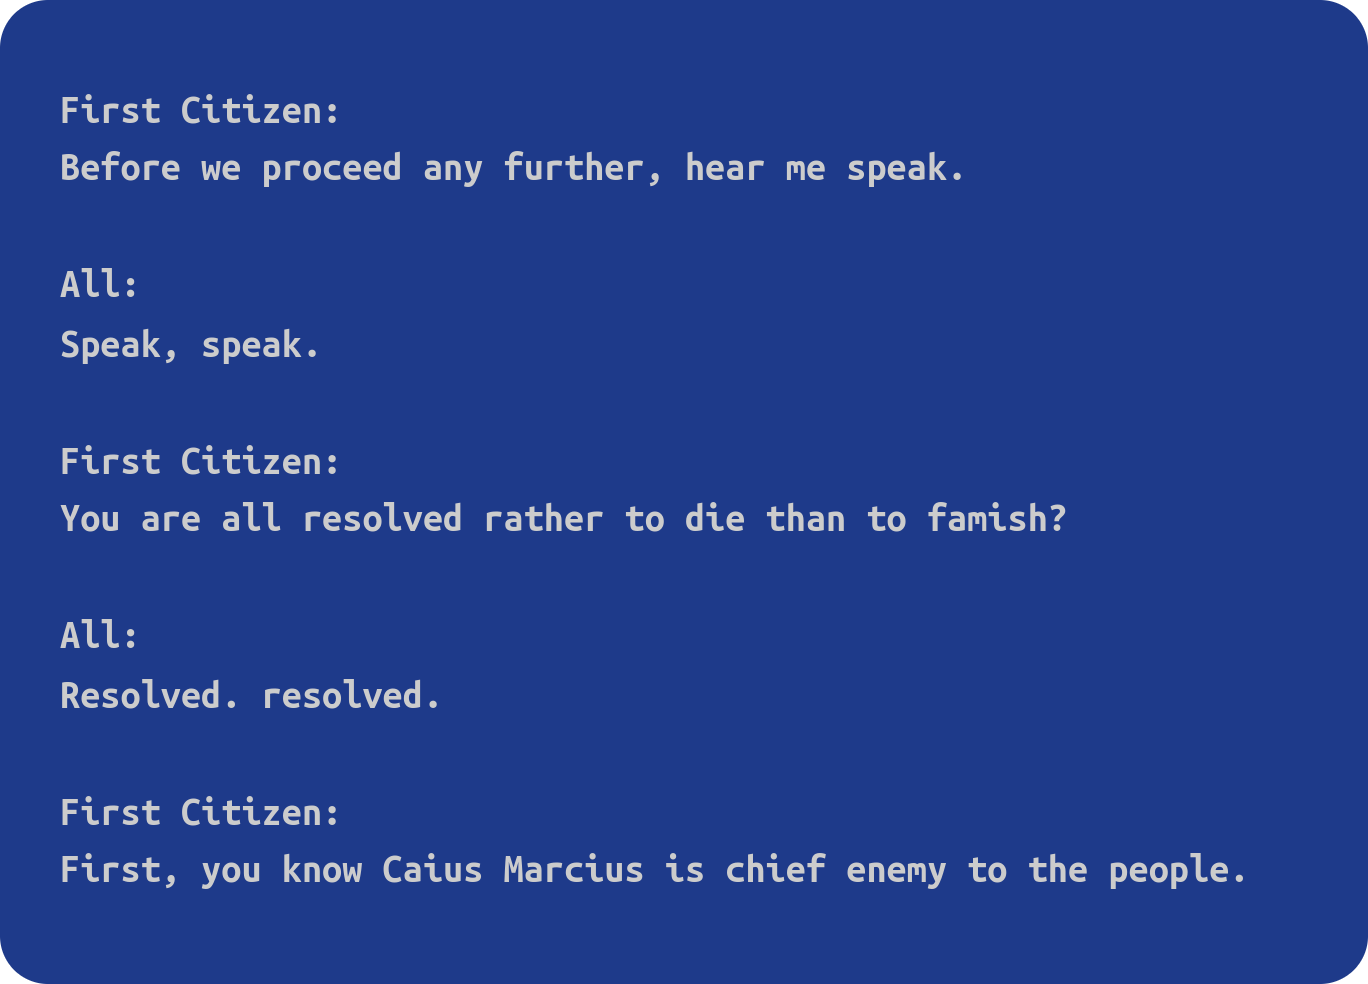 First Citizen:
Before we proceed any further, hear me speak.
All:
Speak, speak.
First Citizen:
You are all resolved rather to die than to famish?
All:
Resolved. resolved.
First Citizen:
First, you know Caius Marcius is chief enemy to the people.